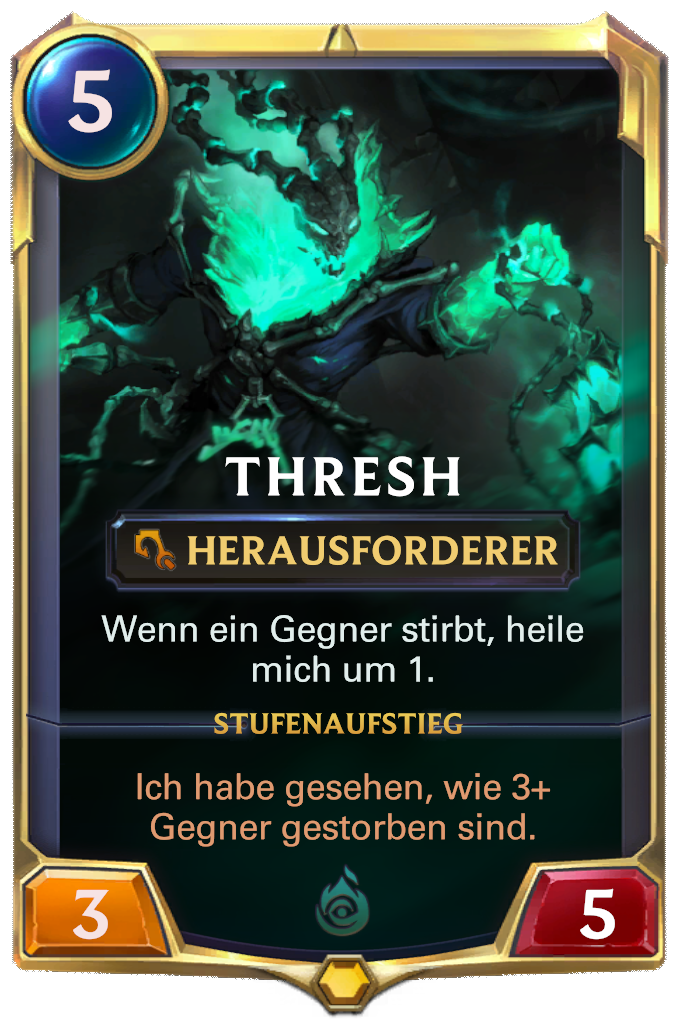 5
THRESH
HERAUSFORDERER
Wenn ein Gegner stirbt, heile
mich um 1.
STUFENAUFSTIEG
Ich habe gesehen, wie 3+
Gegner gestorben sind.
3
5